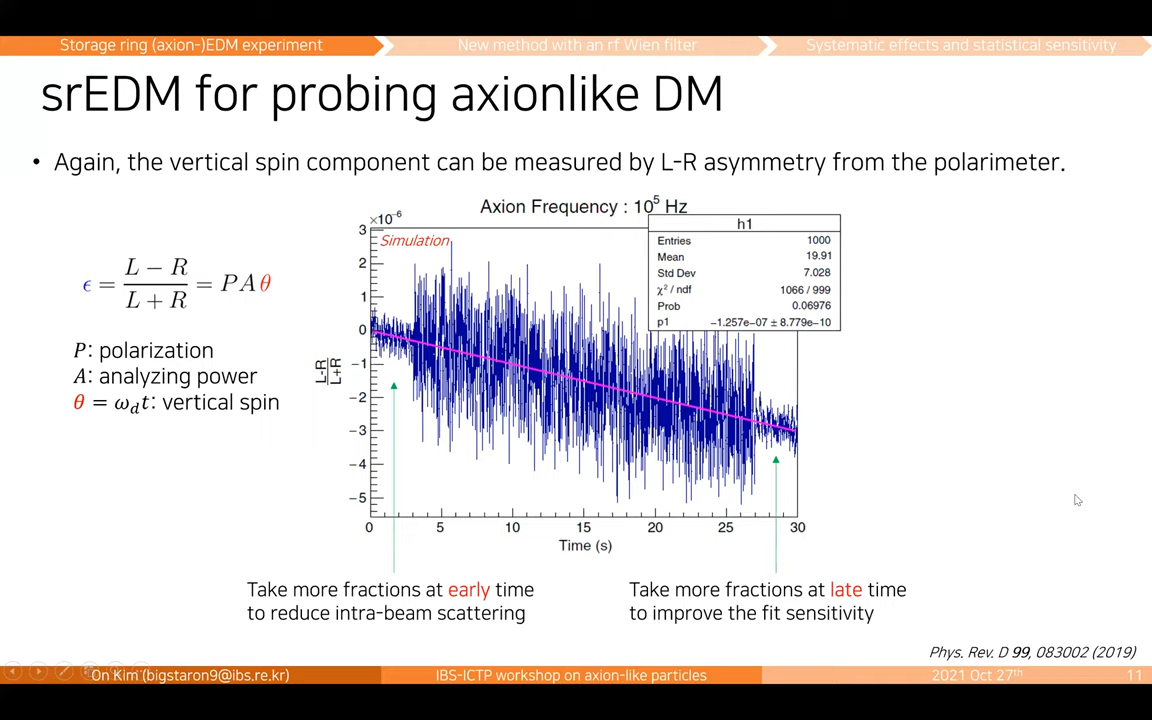 Storage ring (axion-)EDM experiment
New method with an rf Wien filter
Systematic effects and statistical sensitivity
srEDM for probing axionlike DM
• Again, the vertical spin component can be measured by L-R asymmetry from the polarimeter.
ϵ = (L − R)/(L + R) = PAθ
P: polarization
A: analyzing power
θ = ω_d t: vertical spin
Axion Frequency : 10⁵ Hz
×10⁻⁶
Simulation
h1
Entries 1000
Mean 19.91
Std Dev 7.028
χ² / ndf 1066 / 999
Prob 0.06976
p1 −1.257e−07 ± 8.779e−10
3
2
1
0
−1
−2
−3
−4
−5
L-R
L+R
0 5 10 15 20 25 30
Time (s)
Take more fractions at early time
to reduce intra-beam scattering
Take more fractions at late time
to improve the fit sensitivity
Phys. Rev. D 99, 083002 (2019)
On Kim (bigstaron9@ibs.re.kr)
IBS-ICTP workshop on axion-like particles
2021 Oct 27th
11